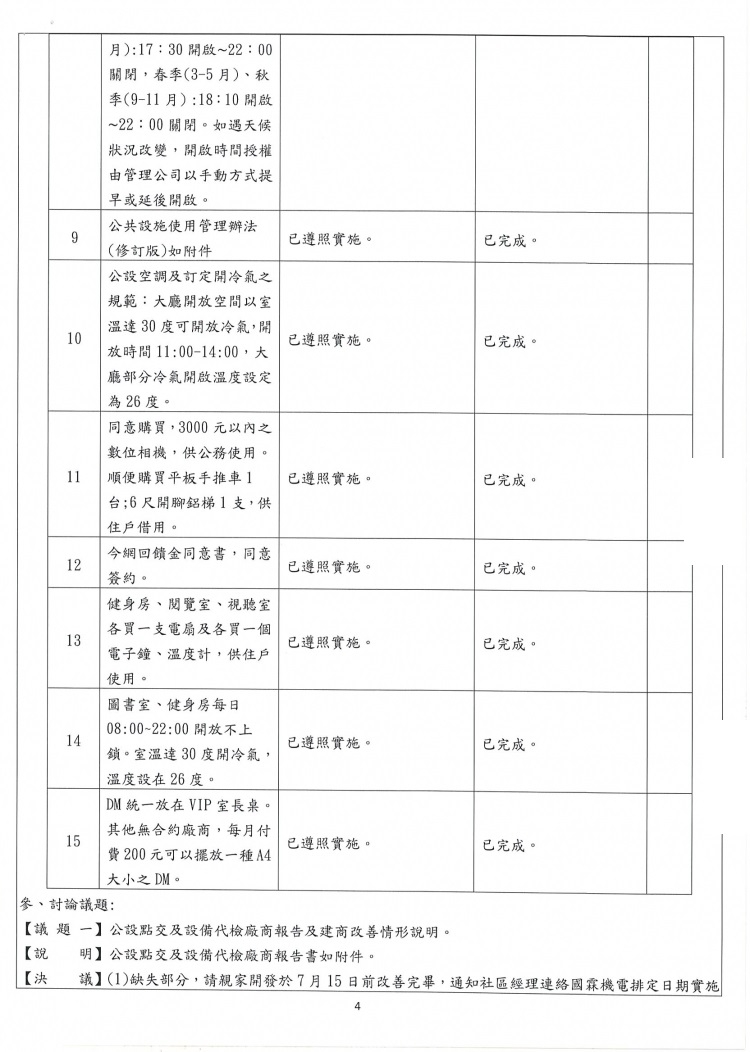 月):17：30 開啟~22：00
關閉，春季(3-5 月)、秋
季(9-11 月) :18：10 開啟
~22：00 關閉。如遇天候
狀況改變，開啟時間授權
由管理公司以手動方式提
早或延後開啟。
9
公共設施使用管理辦法
(修訂版)如附件
已遵照實施。
已完成。
10
公設空調及訂定開冷氣之
規範：大廳開放空間以室
溫達 30 度可開放冷氣，開
放時間 11:00-14:00，大
廳部分冷氣開啟溫度設定
為 26 度。
已遵照實施。
已完成。
11
同意購買，3000 元以內之
數位相機，供公務使用。
順便購買平板手推車 1
台;6 尺開腳鋁梯 1 支，供
住戶借用。
已遵照實施。
已完成。
12
今網回饋金同意書，同意
簽約。
已遵照實施。
已完成。
13
健身房、閱覽室、視聽室
各買一支電扇及各買一個
電子鐘、溫度計，供住戶
使用。
已遵照實施。
已完成。
14
圖書室、健身房每日
08:00~22:00 開放不上
鎖。室溫達 30 度開冷氣，
溫度設在 26 度。
已遵照實施。
已完成。
15
DM 統一放在 VIP 室長桌。
其他無合約廠商，每月付
費 200 元可以擺放一種 A4
大小之 DM。
已遵照實施。
已完成。
參、討論議題:
【議 題 一】公設點交及設備代檢廠商報告及建商改善情形說明。
【說 明】公設點交及設備代檢廠商報告書如附件。
【決 議】(1)缺失部分，請親家開發於 7 月 15 日前改善完畢，通知社區經理連絡國霖機電排定日期實施
4